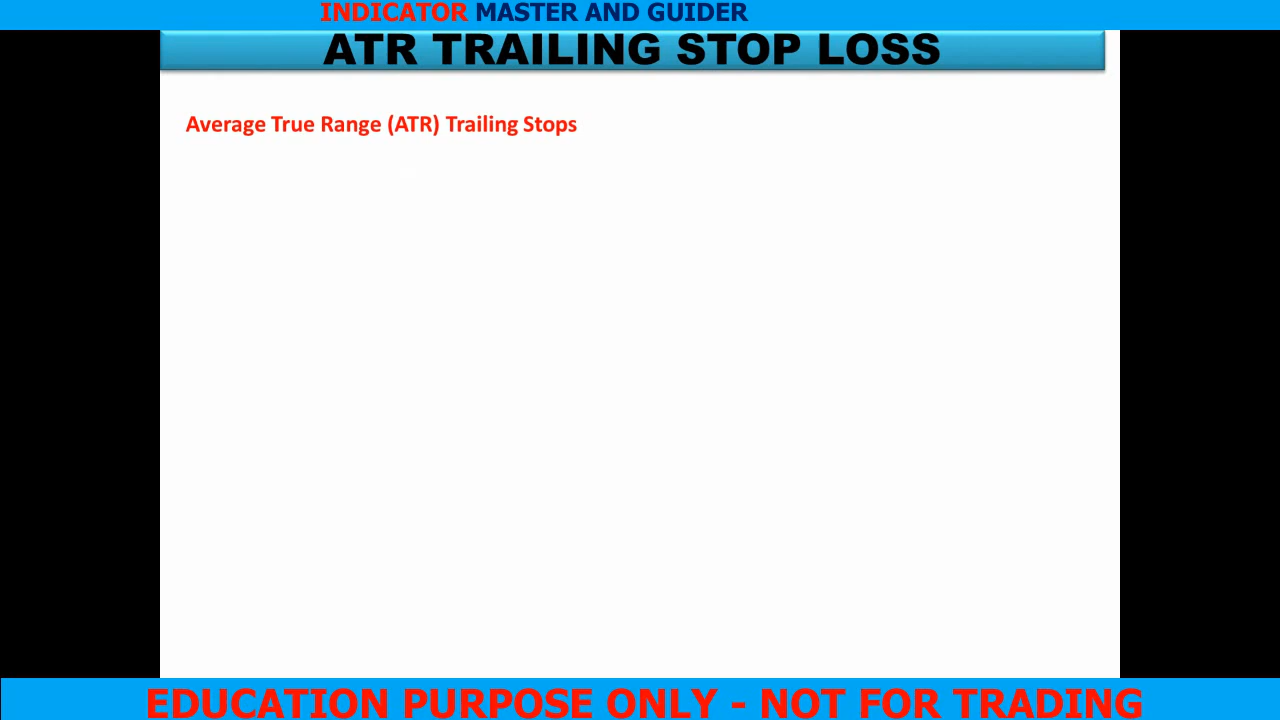 INDICATOR MASTER AND GUIDER
ATR TRAILING STOP LOSS
Average True Range (ATR) Trailing Stops
EDUCATION PURPOSE ONLY - NOT FOR TRADING